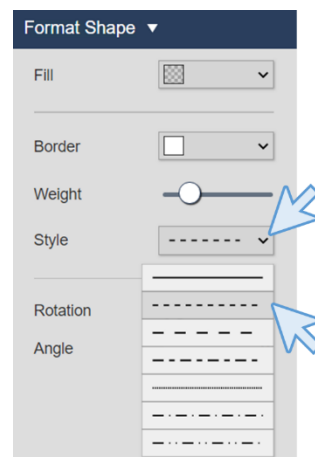 Format Shape ▼
Fill
Border
Weight
Style
Rotation
Angle